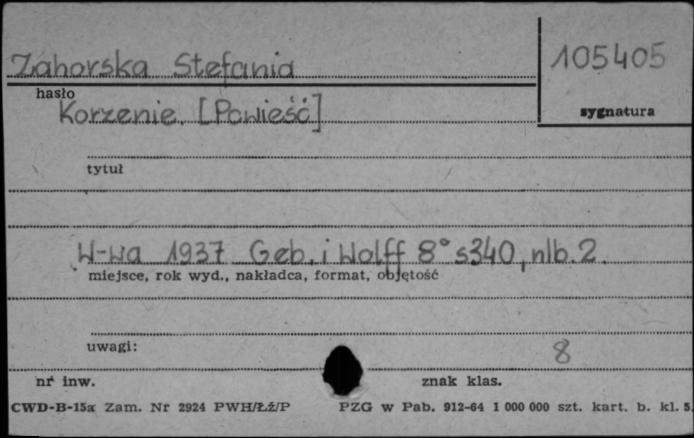 Zahorska Stefania
105405
hasło
sygnatura
Korzenie. [Powieść]
tytuł
W-wa 1937 Geb. i Wolff 8° s340, nlb. 2.
miejsce, rok wyd., nakładca, format, objętość
uwagi:
8
nr inw.
znak klas.
CWD-B-15a Zam. Nr 2924 PWH/Łż/P PZG w Pab. 912-64 1 000 000 szt. kart. b. kl. 5.